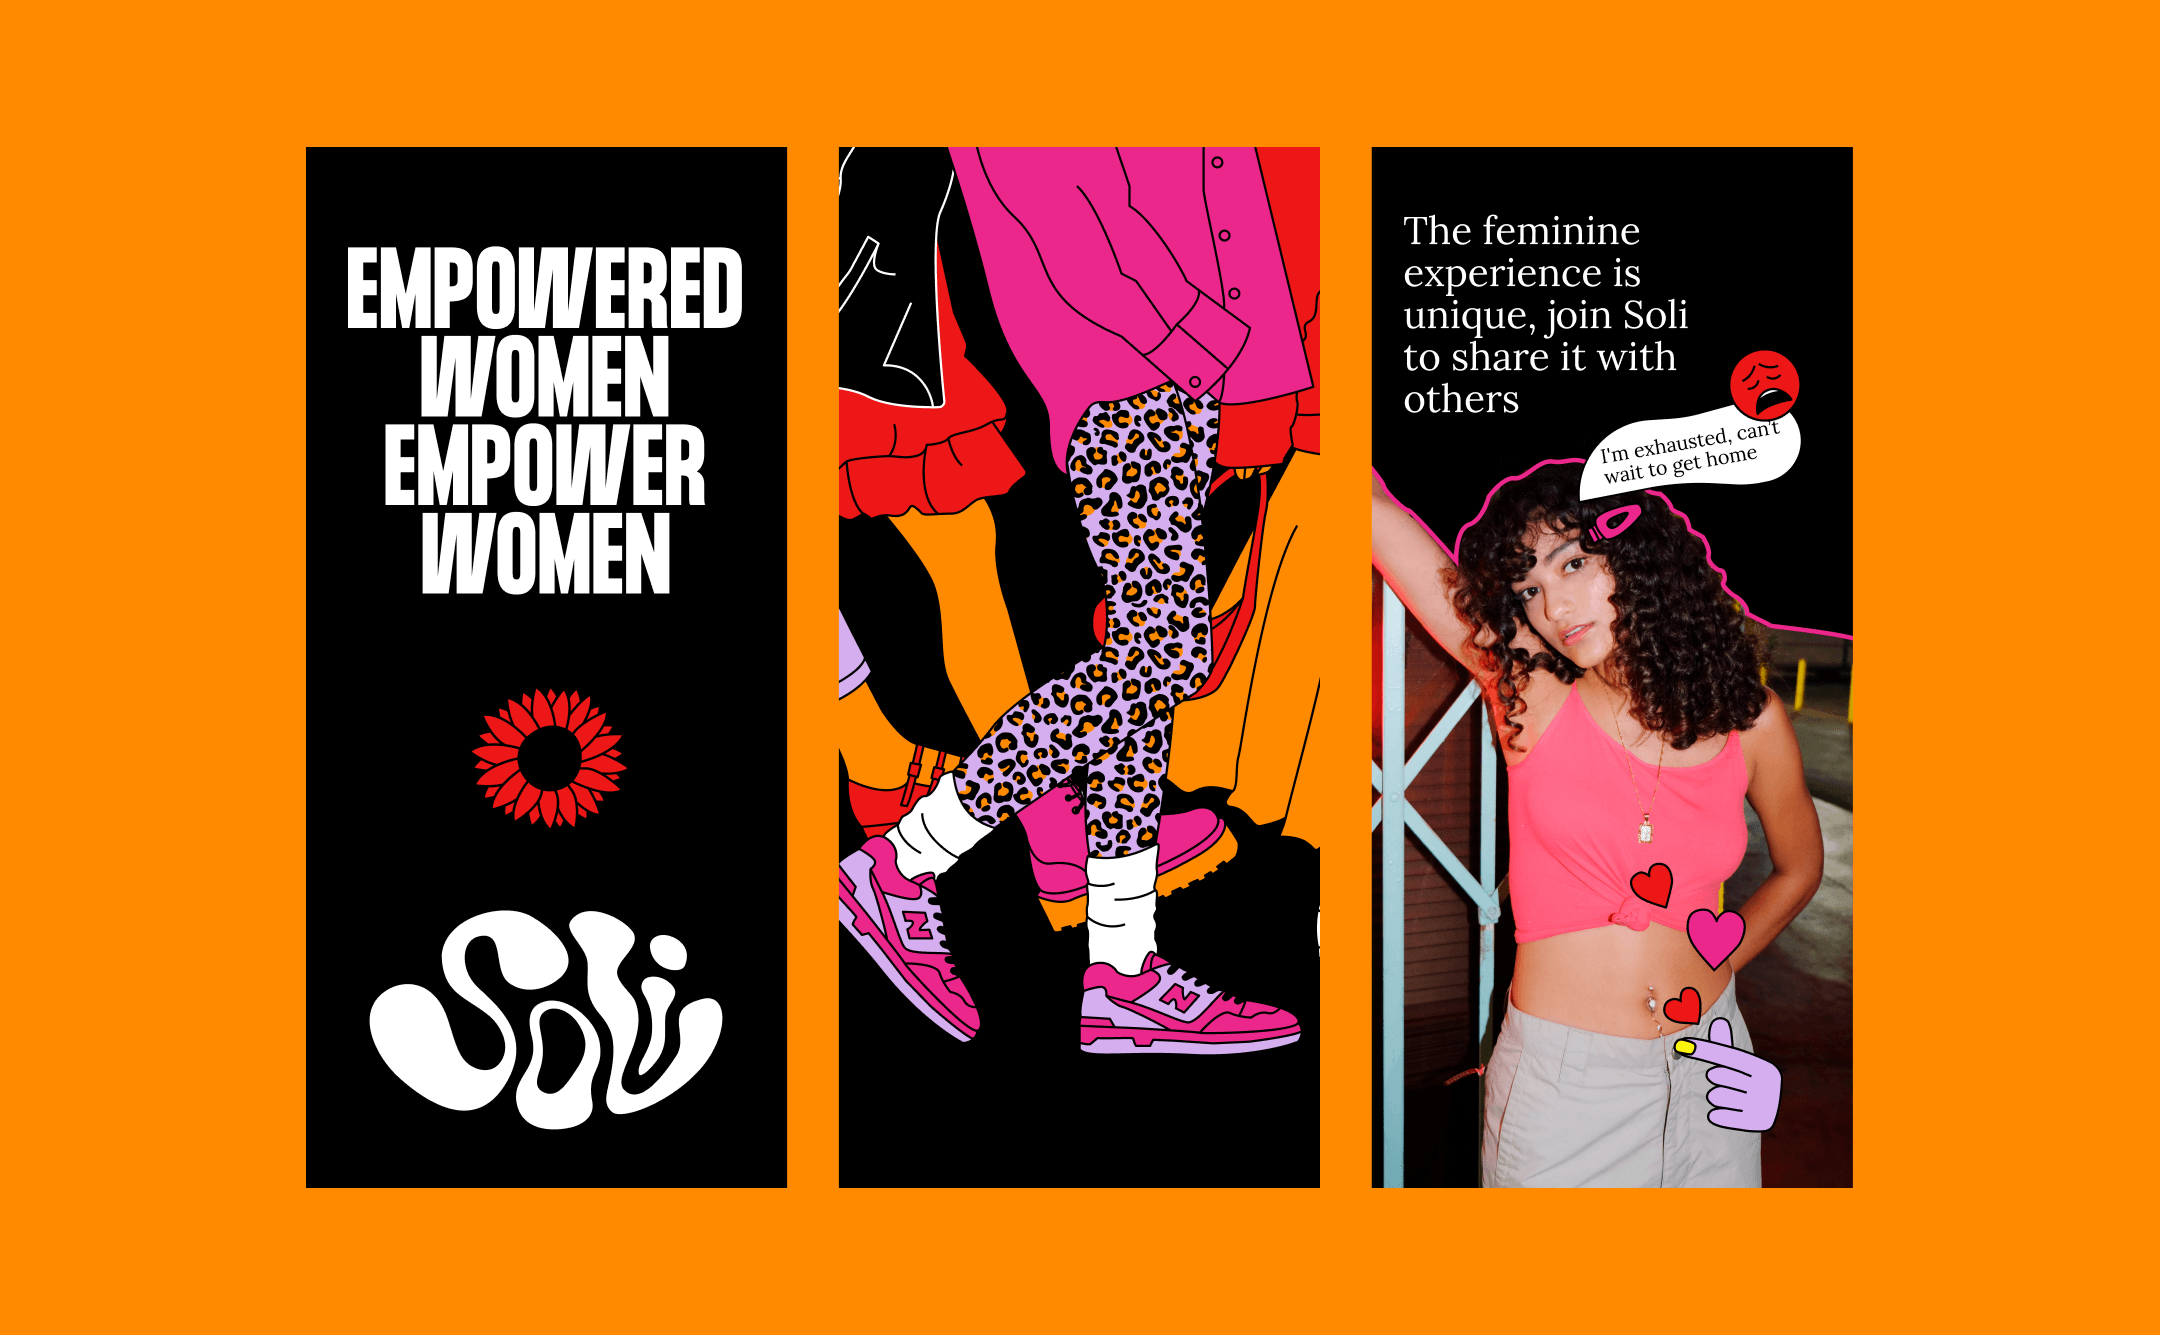 EMPOWERED
WOMEN
EMPOWER
WOMEN
Soli
N
N
The feminine
experience is
unique, join Soli
to share it with
others
I'm exhausted, can't
wait to get home